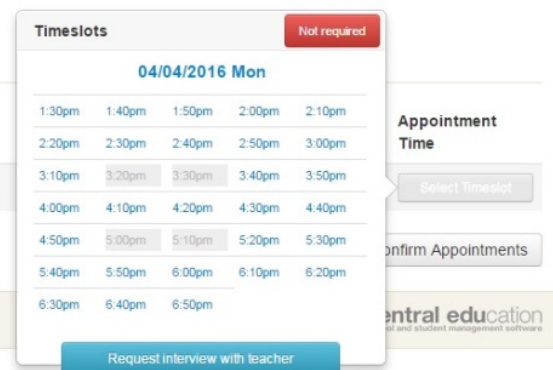 Timeslots
Not required
04/04/2016 Mon
1:30pm 1:40pm 1:50pm 2:00pm 2:10pm
2:20pm 2:30pm 2:40pm 2:50pm 3:00pm
3:10pm 3:20pm 3:30pm 3:40pm 3:50pm
4:00pm 4:10pm 4:20pm 4:30pm 4:40pm
4:50pm 5:00pm 5:10pm 5:20pm 5:30pm
5:40pm 5:50pm 6:00pm 6:10pm 6:20pm
6:30pm 6:40pm 6:50pm
Request interview with teacher
Appointment
Time
Select Timeslot
onfirm Appointments
entral education
ol and student management software